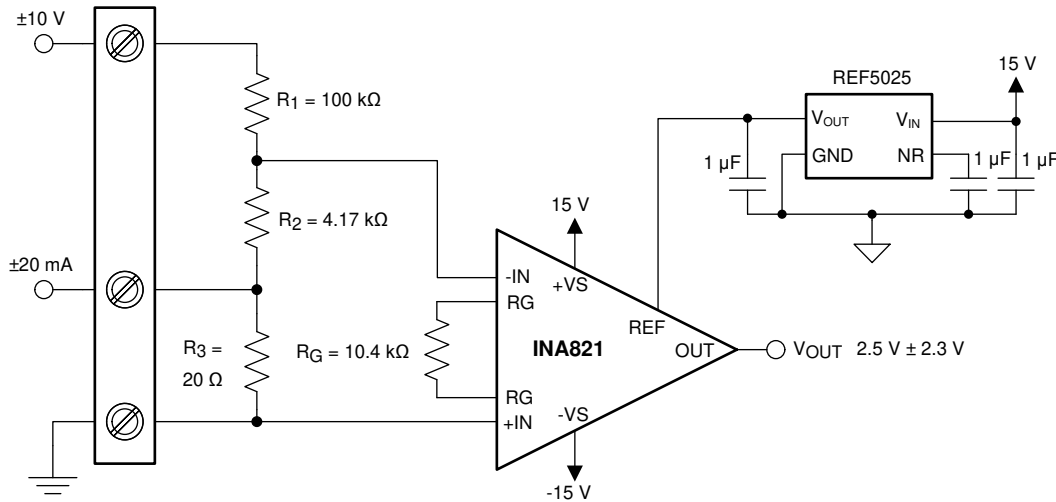 ±10 V
R1 = 100 kΩ
R2 = 4.17 kΩ
±20 mA
R3 =
20 Ω
RG = 10.4 kΩ
-IN
RG
RG
+IN
15 V
+VS
REF
INA821
OUT
-VS
-15 V
VOUT 2.5 V ± 2.3 V
REF5025
15 V
VOUT
VIN
GND
NR
1 µF
1 µF
1 µF